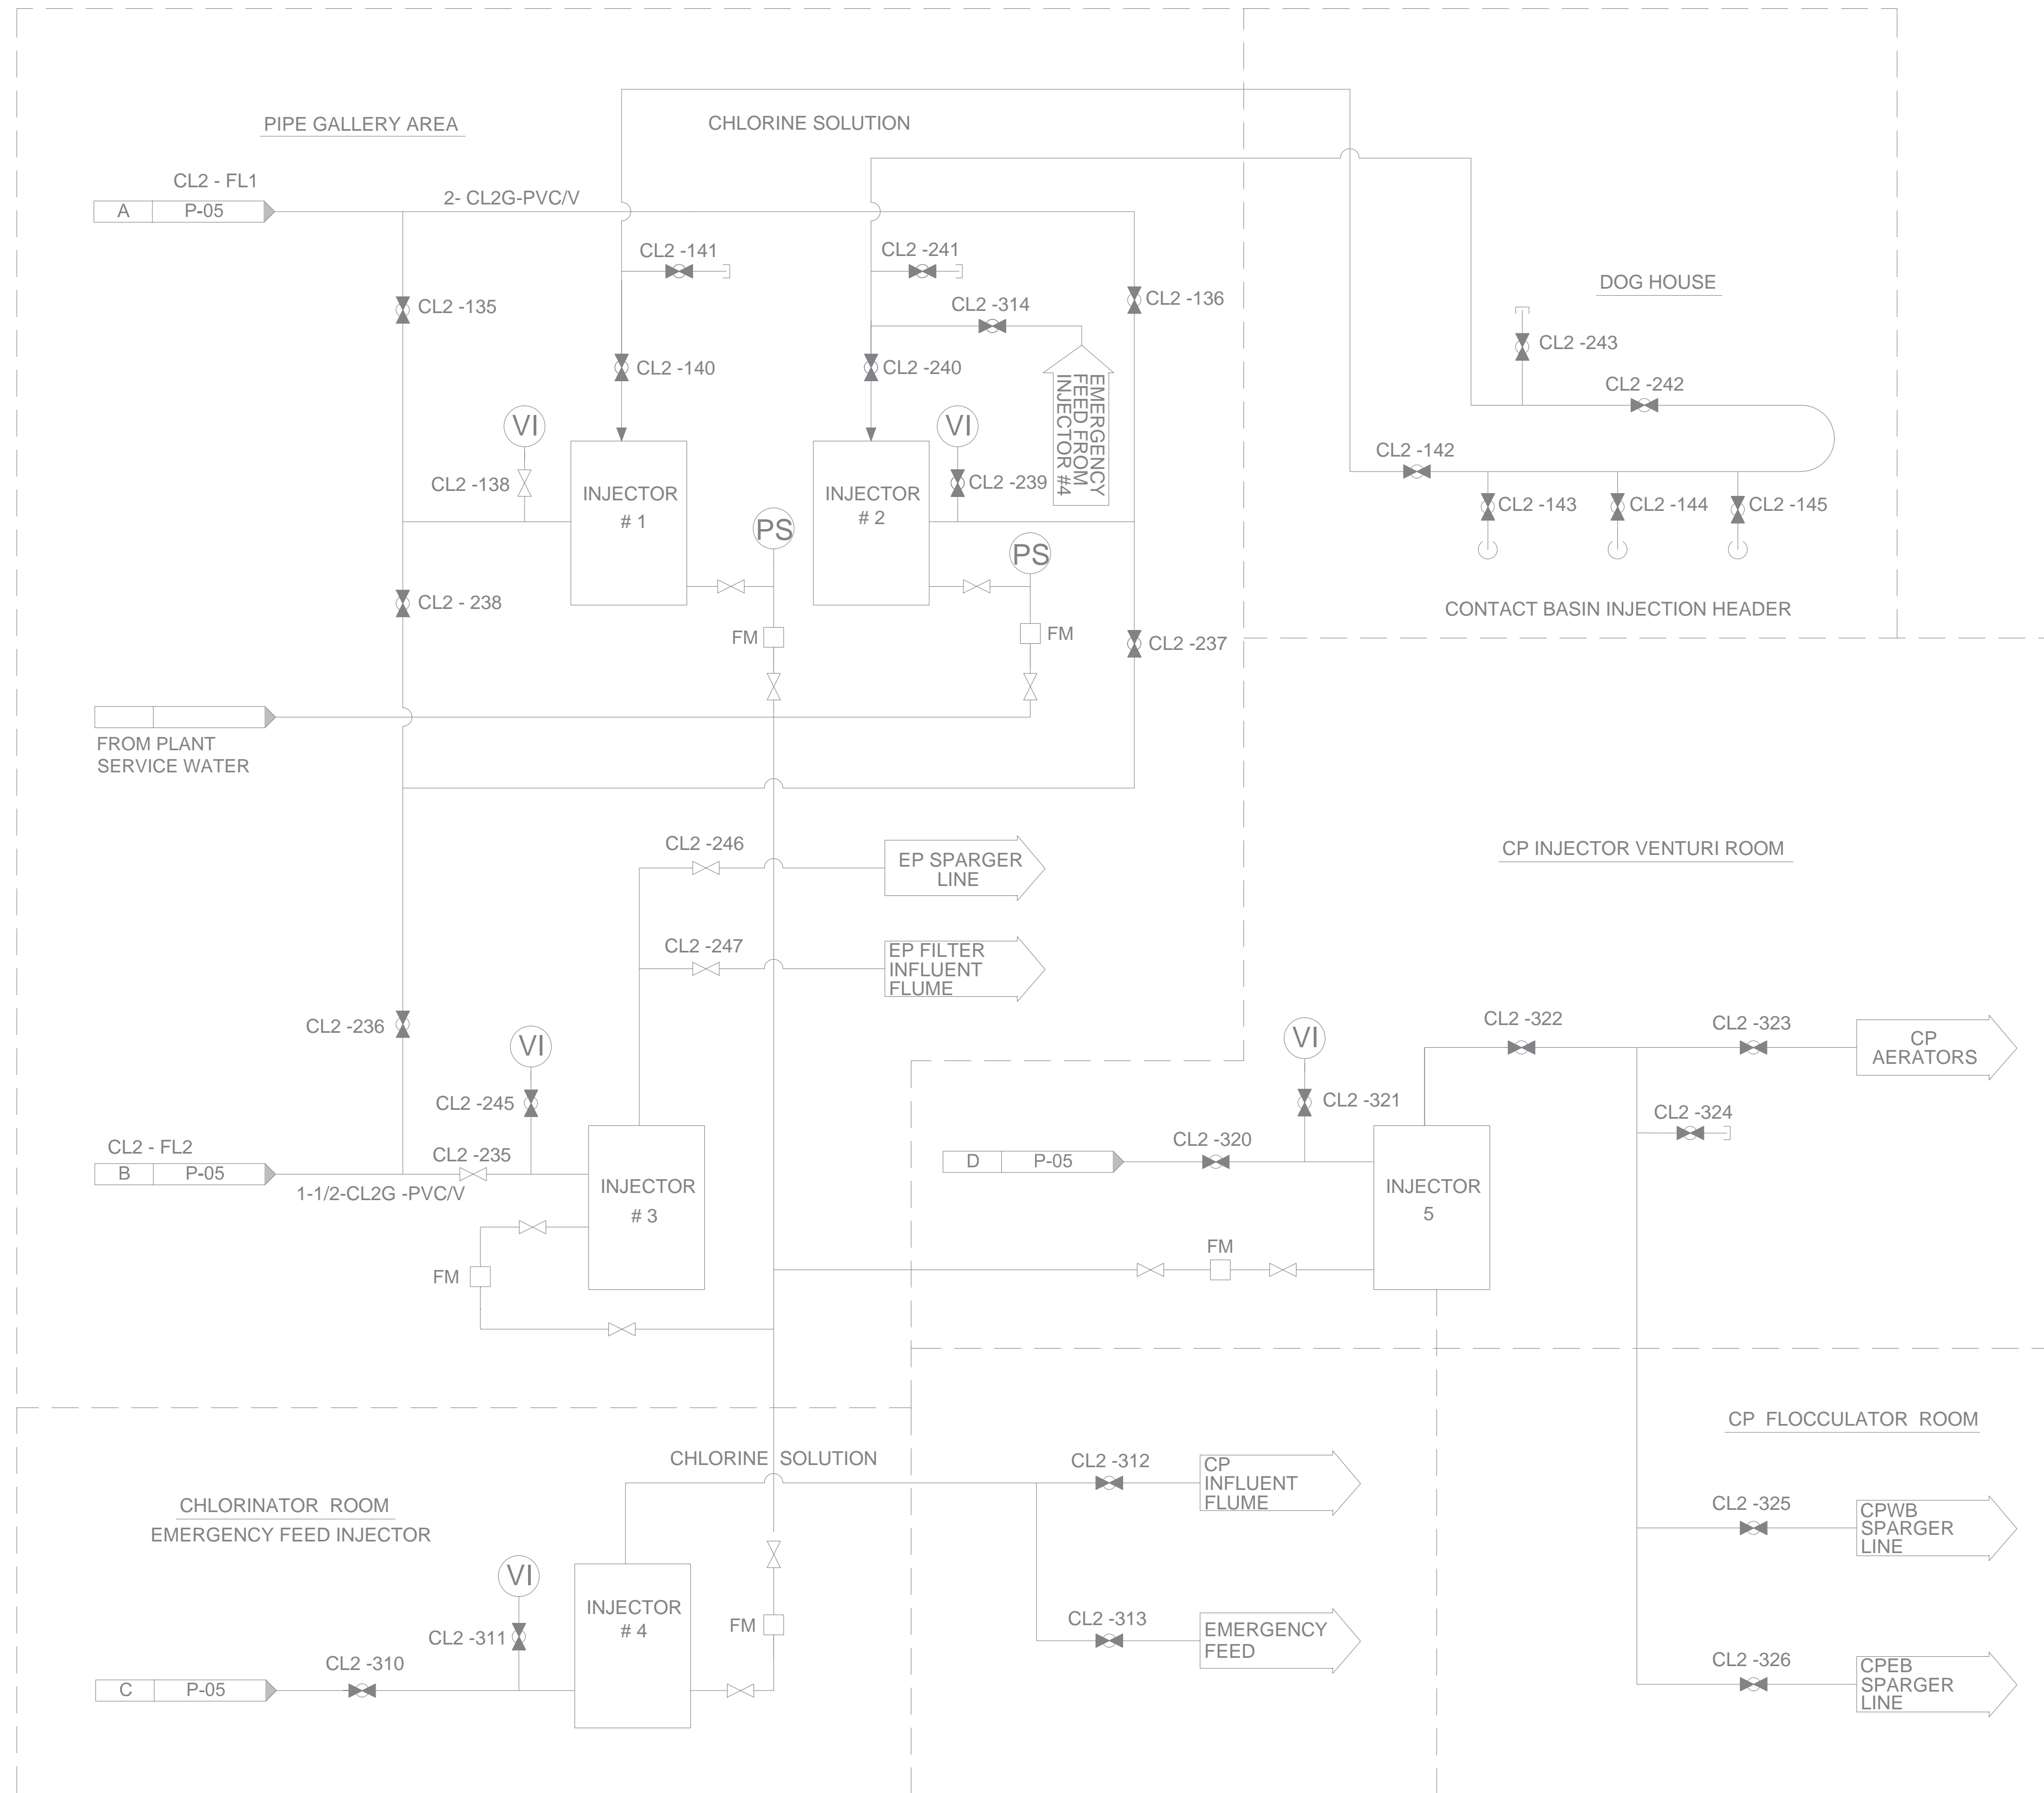 PIPE GALLERY AREA
CHLORINE SOLUTION
CL2 - FL1
A P-05
2- CL2G-PVC/V
CL2 -141
CL2 -241
CL2 -314
CL2 -135
CL2 -136
CL2 -140
CL2 -240
EMERGENCY
FEED FROM
INJECTOR #4
DOG HOUSE
CL2 -243
CL2 -242
CL2 -142
CL2 -143
CL2 -144
CL2 -145
CONTACT BASIN INJECTION HEADER
VI
CL2 -138
INJECTOR
# 1
PS
VI
CL2 -239
INJECTOR
# 2
PS
CL2 - 238
FM
FM
CL2 -237
FROM PLANT
SERVICE WATER
CL2 -246
EP SPARGER
LINE
CL2 -247
EP FILTER
INFLUENT
FLUME
CL2 -236
VI
CL2 -245
CL2 - FL2
B P-05
CL2 -235
1-1/2-CL2G -PVC/V
INJECTOR
# 3
FM
CP INJECTOR VENTURI ROOM
VI
CL2 -321
CL2 -322
CL2 -323
CP
AERATORS
CL2 -324
D P-05
CL2 -320
INJECTOR
5
FM
CHLORINATOR ROOM
EMERGENCY FEED INJECTOR
CHLORINE SOLUTION
VI
CL2 -311
CL2 -310
C P-05
INJECTOR
# 4
FM
CL2 -312
CP
INFLUENT
FLUME
CL2 -313
EMERGENCY
FEED
CP FLOCCULATOR ROOM
CL2 -325
CPWB
SPARGER
LINE
CL2 -326
CPEB
SPARGER
LINE